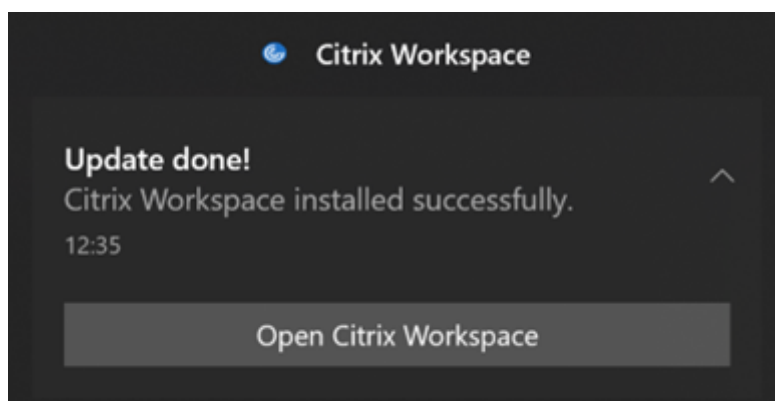 Citrix Workspace
Update done!
Citrix Workspace installed successfully.
12:35
Open Citrix Workspace